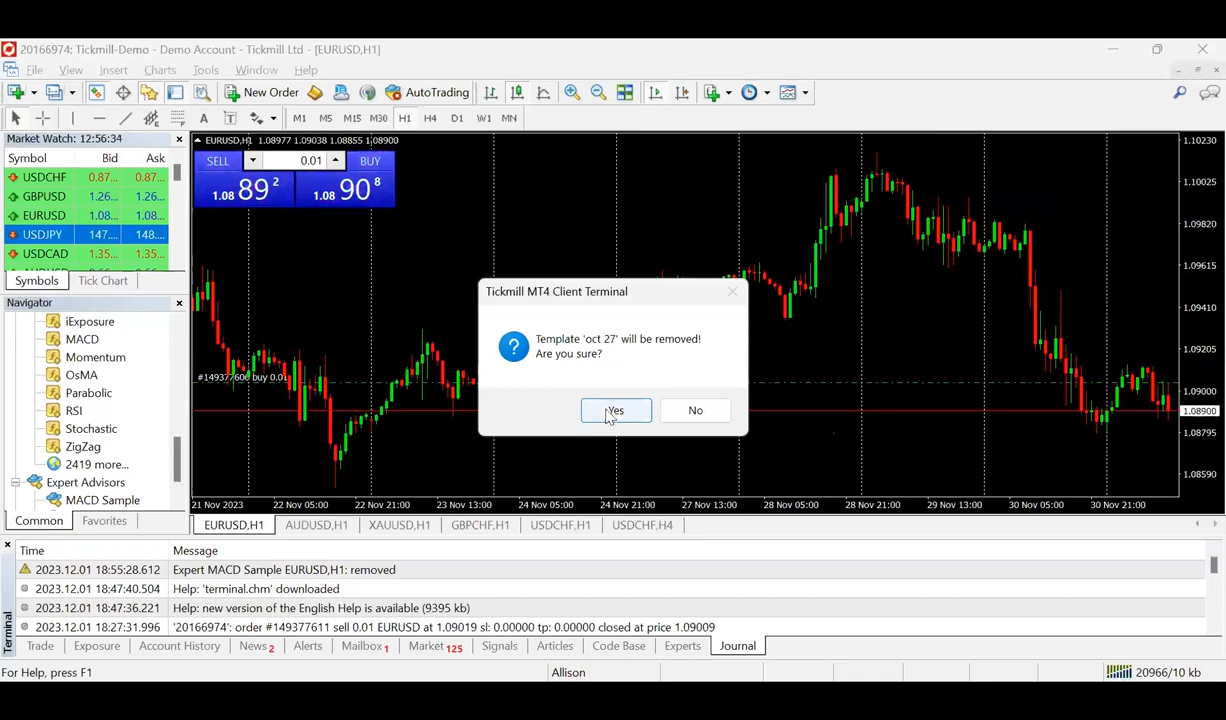 20166974: Tickmill-Demo - Demo Account - Tickmill Ltd - [EURUSD,H1]
File View Insert Charts Tools Window Help
New Order AutoTrading
A T M1 M5 M15 M30 H1 H4 D1 W1 MN
Market Watch: 12:56:34
Symbol Bid Ask
USDCHF 0.87... 0.87...
GBPUSD 1.26... 1.26...
EURUSD 1.08... 1.08...
USDJPY 147.... 148....
USDCAD 1.35... 1.35...
Symbols Tick Chart
Navigator
iExposure
MACD
Momentum
OsMA
Parabolic
RSI
Stochastic
ZigZag
2419 more...
Expert Advisors
MACD Sample
Common Favorites
EURUSD,H1 1.08977 1.09038 1.08855 1.08900
SELL 0.01 BUY
1.08 89 2 1.08 90 8
#149377606 buy 0.01
1.10230
1.10025
1.09820
1.09615
1.09410
1.09205
1.09000
1.08900
1.08795
1.08590
21 Nov 2023 22 Nov 05:00 22 Nov 21:00 23 Nov 13:00 24 Nov 05:00 24 Nov 21:00 27 Nov 13:00 28 Nov 05:00 28 Nov 21:00 29 Nov 13:00 30 Nov 05:00 30 Nov 21:00
Tickmill MT4 Client Terminal
Template 'oct 27' will be removed!
Are you sure?
Yes No
EURUSD,H1 AUDUSD,H1 XAUUSD,H1 GBPCHF,H1 USDCHF,H1 USDCHF,H4
Time Message
2023.12.01 18:55:28.612 Expert MACD Sample EURUSD,H1: removed
2023.12.01 18:47:40.504 Help: 'terminal.chm' downloaded
2023.12.01 18:47:36.221 Help: new version of the English Help is available (9395 kb)
2023.12.01 18:27:31.996 '20166974': order #149377611 sell 0.01 EURUSD at 1.09019 sl: 0.00000 tp: 0.00000 closed at price 1.09009
Terminal
Trade Exposure Account History News 2 Alerts Mailbox 1 Market 125 Signals Articles Code Base Experts Journal
For Help, press F1 Allison 20966/10 kb